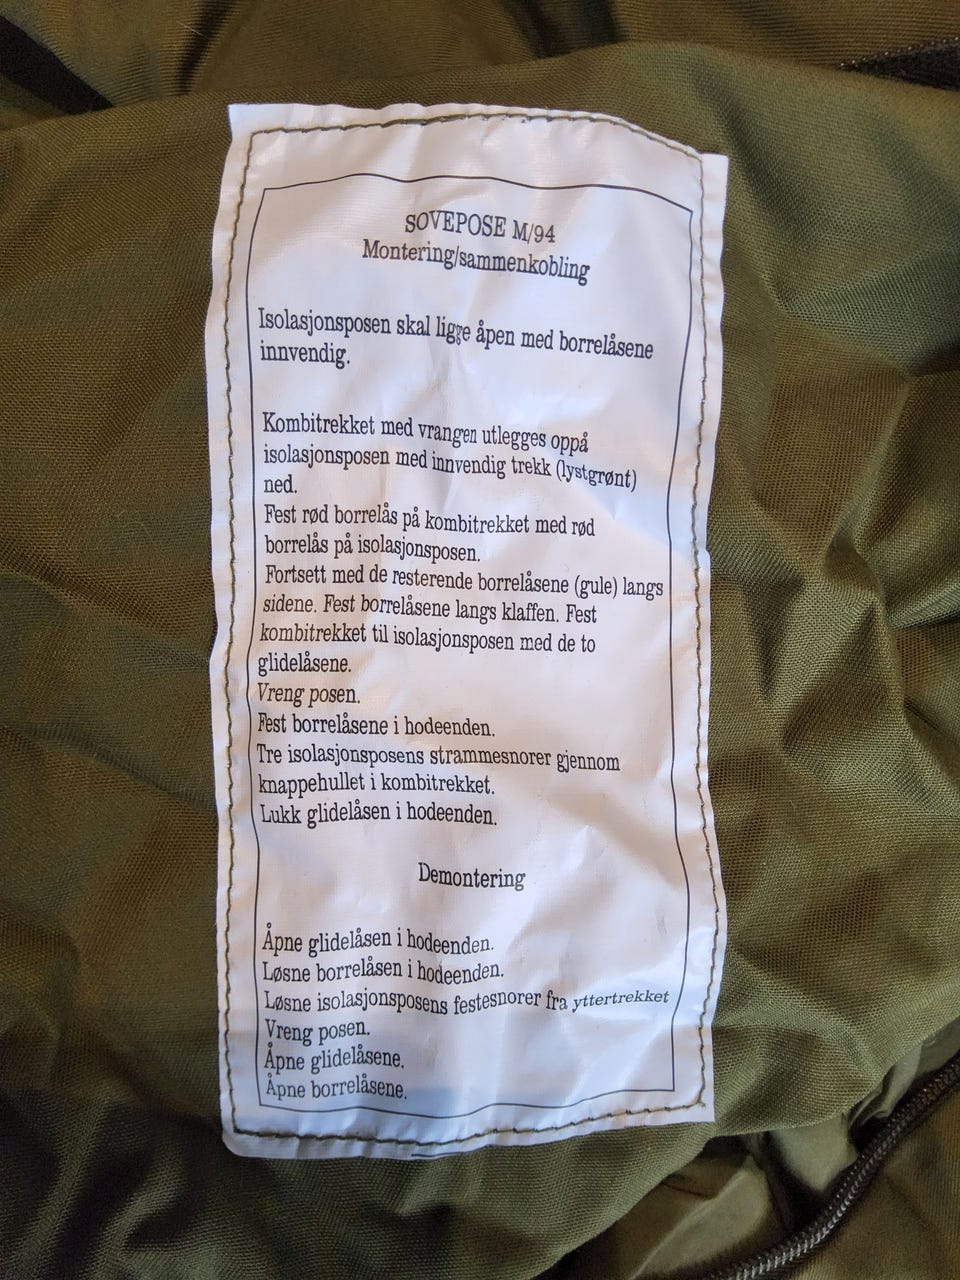 SOVEPOSE M/94
Montering/sammenkobling
Isolasjonsposen skal ligge åpen med borrelåsene
innvendig.
Kombitrekket med vrangen utlegges oppå
isolasjonsposen med innvendig trekk (lystgrønt)
ned.
Fest rød borrelås på kombitrekket med rød
borrelås på isolasjonsposen.
Fortsett med de resterende borrelåsene (gule) langs
sidene. Fest borrelåsene langs klaffen. Fest
kombitrekket til isolasjonsposen med de to
glidelåsene.
Vreng posen.
Fest borrelåsene i hodeenden.
Tre isolasjonsposens strammesnorer gjennom
knappehullet i kombitrekket.
Lukk glidelåsen i hodeenden.
Demontering
Åpne glidelåsen i hodeenden.
Løsne borrelåsen i hodeenden.
Løsne isolasjonsposens festesnorer fra yttertrekket
Vreng posen.
Åpne glidelåsene.
Åpne borrelåsene.